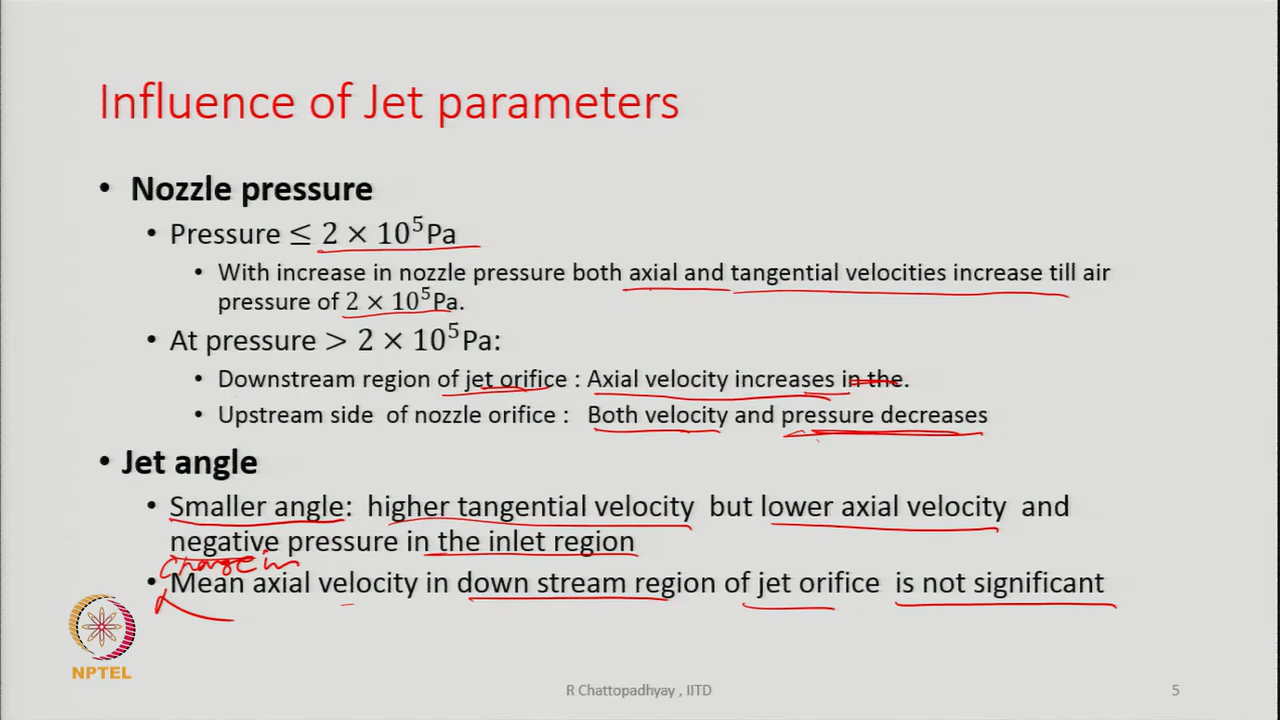 Influence of Jet parameters
• Nozzle pressure
• Pressure ≤ 2 × 10⁵Pa
• With increase in nozzle pressure both axial and tangential velocities increase till air
pressure of 2 × 10⁵Pa.
• At pressure > 2 × 10⁵Pa:
• Downstream region of jet orifice : Axial velocity increases in the.
• Upstream side of nozzle orifice : Both velocity and pressure decreases
• Jet angle
• Smaller angle: higher tangential velocity but lower axial velocity and
negative pressure in the inlet region
Change in
• Mean axial velocity in down stream region of jet orifice is not significant
NPTEL
R Chattopadhyay , IITD
5